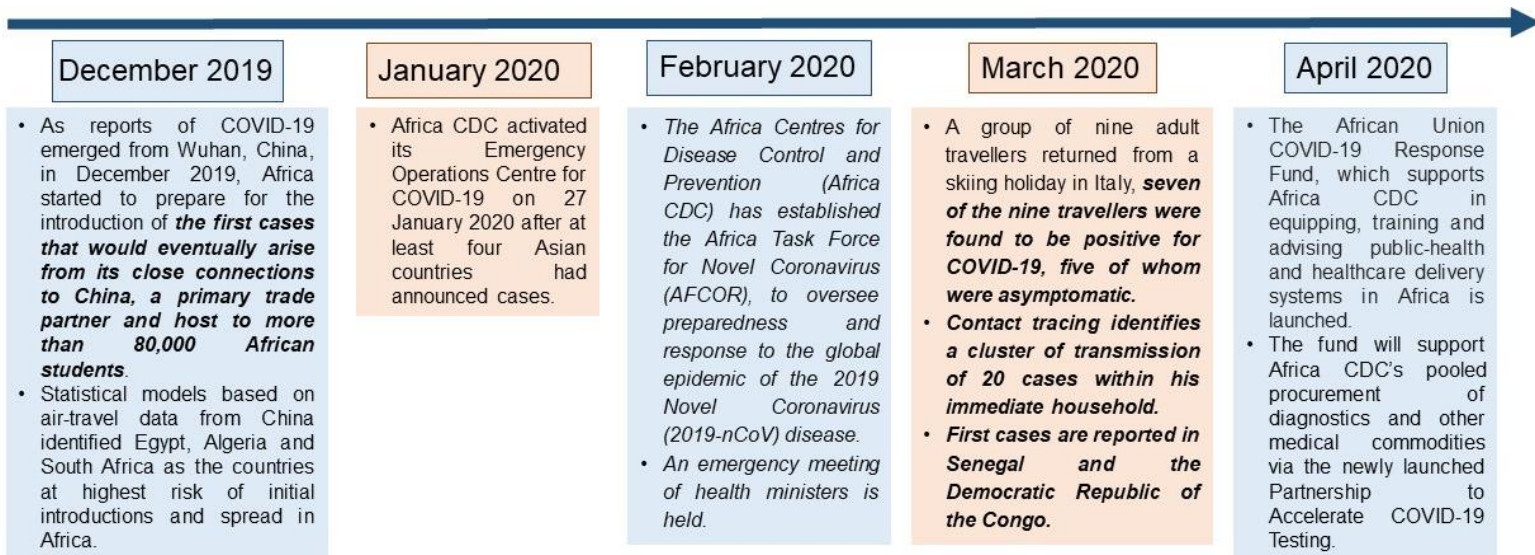 December 2019
• As reports of COVID-19
emerged from Wuhan, China,
in December 2019, Africa
started to prepare for the
introduction of the first cases
that would eventually arise
from its close connections
to China, a primary trade
partner and host to more
than 80,000 African
students.
• Statistical models based on
air-travel data from China
identified Egypt, Algeria and
South Africa as the countries
at highest risk of initial
introductions and spread in
Africa.
January 2020
• Africa CDC activated
its Emergency
Operations Centre for
COVID-19 on 27
January 2020 after at
least four Asian
countries had
announced cases.
February 2020
• The Africa Centres for
Disease Control and
Prevention (Africa
CDC) has established
the Africa Task Force
for Novel Coronavirus
(AFCOR), to oversee
preparedness and
response to the global
epidemic of the 2019
Novel Coronavirus
(2019-nCoV) disease.
• An emergency meeting
of health ministers is
held.
March 2020
• A group of nine adult
travellers returned from a
skiing holiday in Italy, seven
of the nine travellers were
found to be positive for
COVID-19, five of whom
were asymptomatic.
• Contact tracing identifies
a cluster of transmission
of 20 cases within his
immediate household.
• First cases are reported in
Senegal and the
Democratic Republic of
the Congo.
April 2020
• The African Union
COVID-19 Response
Fund, which supports
Africa CDC in
equipping, training and
advising public-health
and healthcare delivery
systems in Africa is
launched.
• The fund will support
Africa CDC's pooled
procurement of
diagnostics and other
medical commodities
via the newly launched
Partnership to
Accelerate COVID-19
Testing.